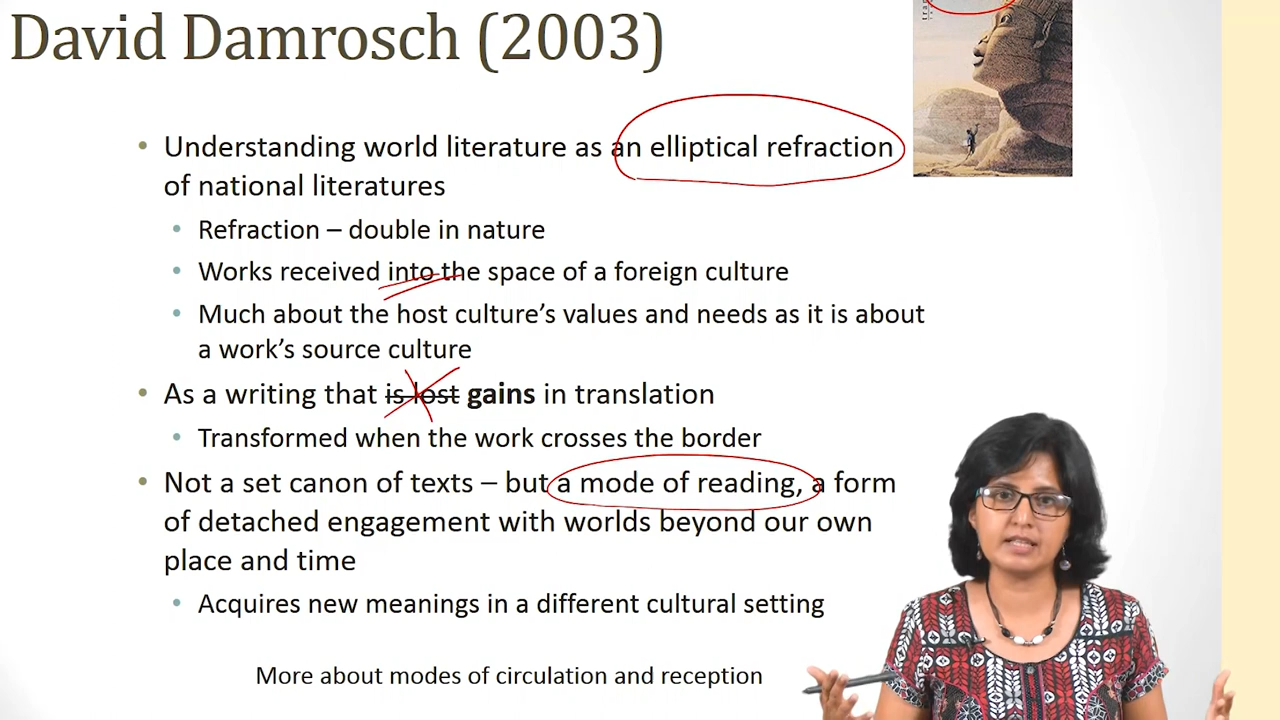 David Damrosch (2003)
Understanding world literature as an elliptical refraction
of national literatures
Refraction – double in nature
Works received into the space of a foreign culture
Much about the host culture's values and needs as it is about
a work's source culture
As a writing that is lost gains in translation
Transformed when the work crosses the border
Not a set canon of texts – but a mode of reading, a form
of detached engagement with worlds beyond our own
place and time
Acquires new meanings in a different cultural setting
More about modes of circulation and reception